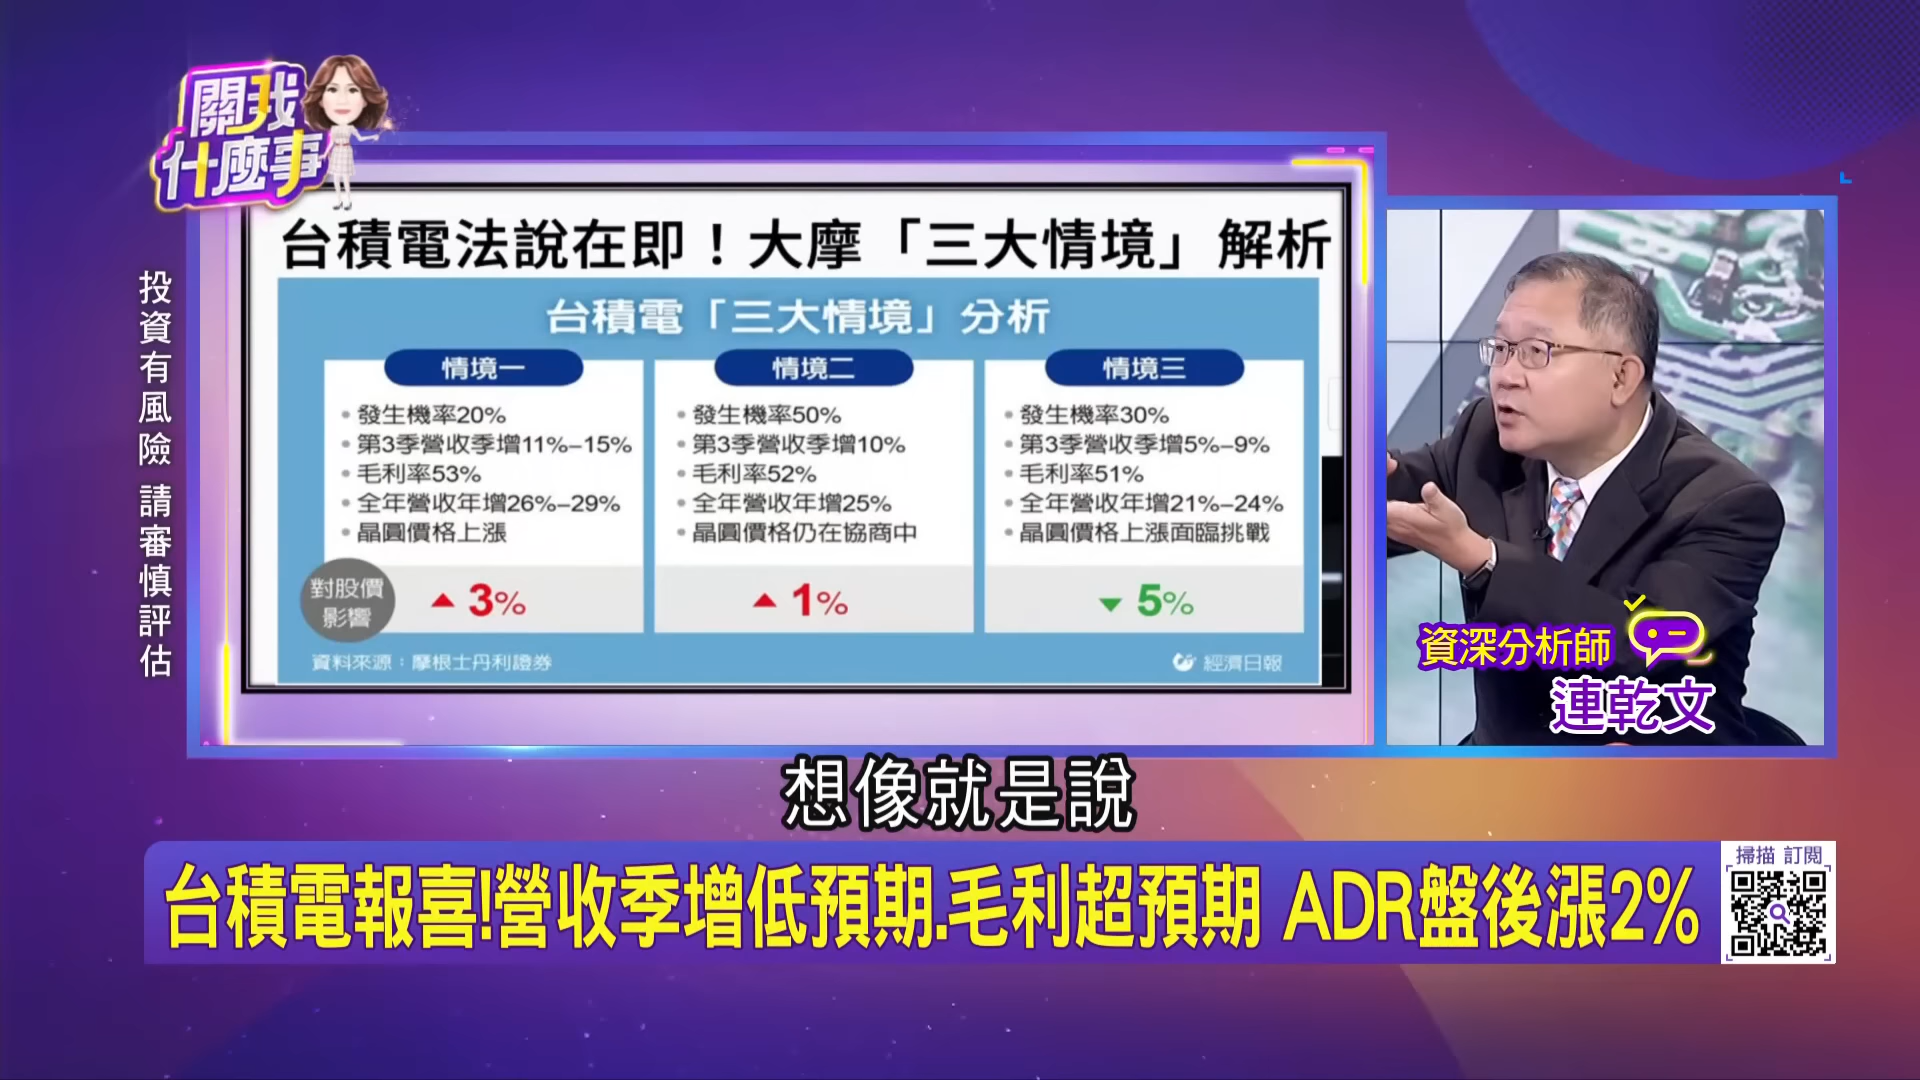 關我
什麼事
投資有風險 請審慎評估
台積電法說在即！大摩「三大情境」解析
台積電「三大情境」分析
情境一
• 發生機率20%
• 第3季營收季增11%–15%
• 毛利率53%
• 全年營收年增26%–29%
• 晶圓價格上漲
情境二
• 發生機率50%
• 第3季營收季增10%
• 毛利率52%
• 全年營收年增25%
• 晶圓價格仍在協商中
情境三
• 發生機率30%
• 第3季營收季增5%–9%
• 毛利率51%
• 全年營收年增21%–24%
• 晶圓價格上漲面臨挑戰
對股價
影響
▲ 3%
▲ 1%
▼ 5%
資料來源：摩根士丹利證券
經濟日報
資深分析師
連乾文
想像就是說
台積電報喜!營收季增低預期.毛利超預期 ADR盤後漲2%
掃描 訂閱